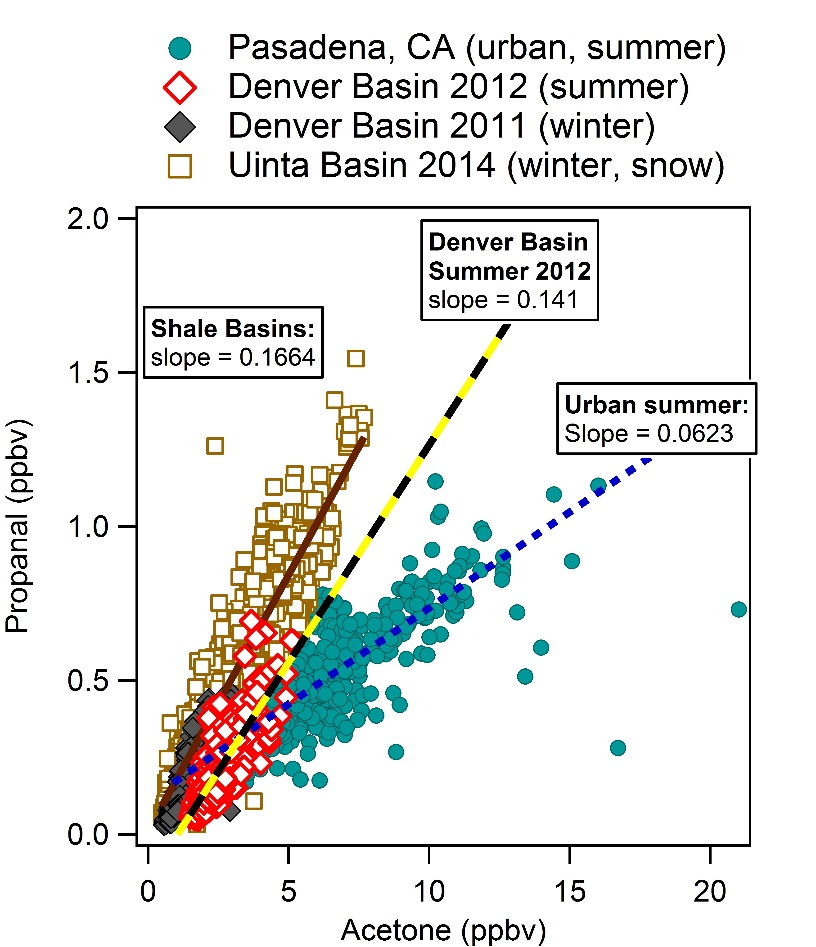 Pasadena, CA (urban, summer)
Denver Basin 2012 (summer)
Denver Basin 2011 (winter)
Uinta Basin 2014 (winter, snow)
2.0
1.5
1.0
0.5
0.0
Propanal (ppbv)
Denver Basin
Summer 2012
slope = 0.141
Shale Basins:
slope = 0.1664
Urban summer:
Slope = 0.0623
0
5
10
15
20
Acetone (ppbv)